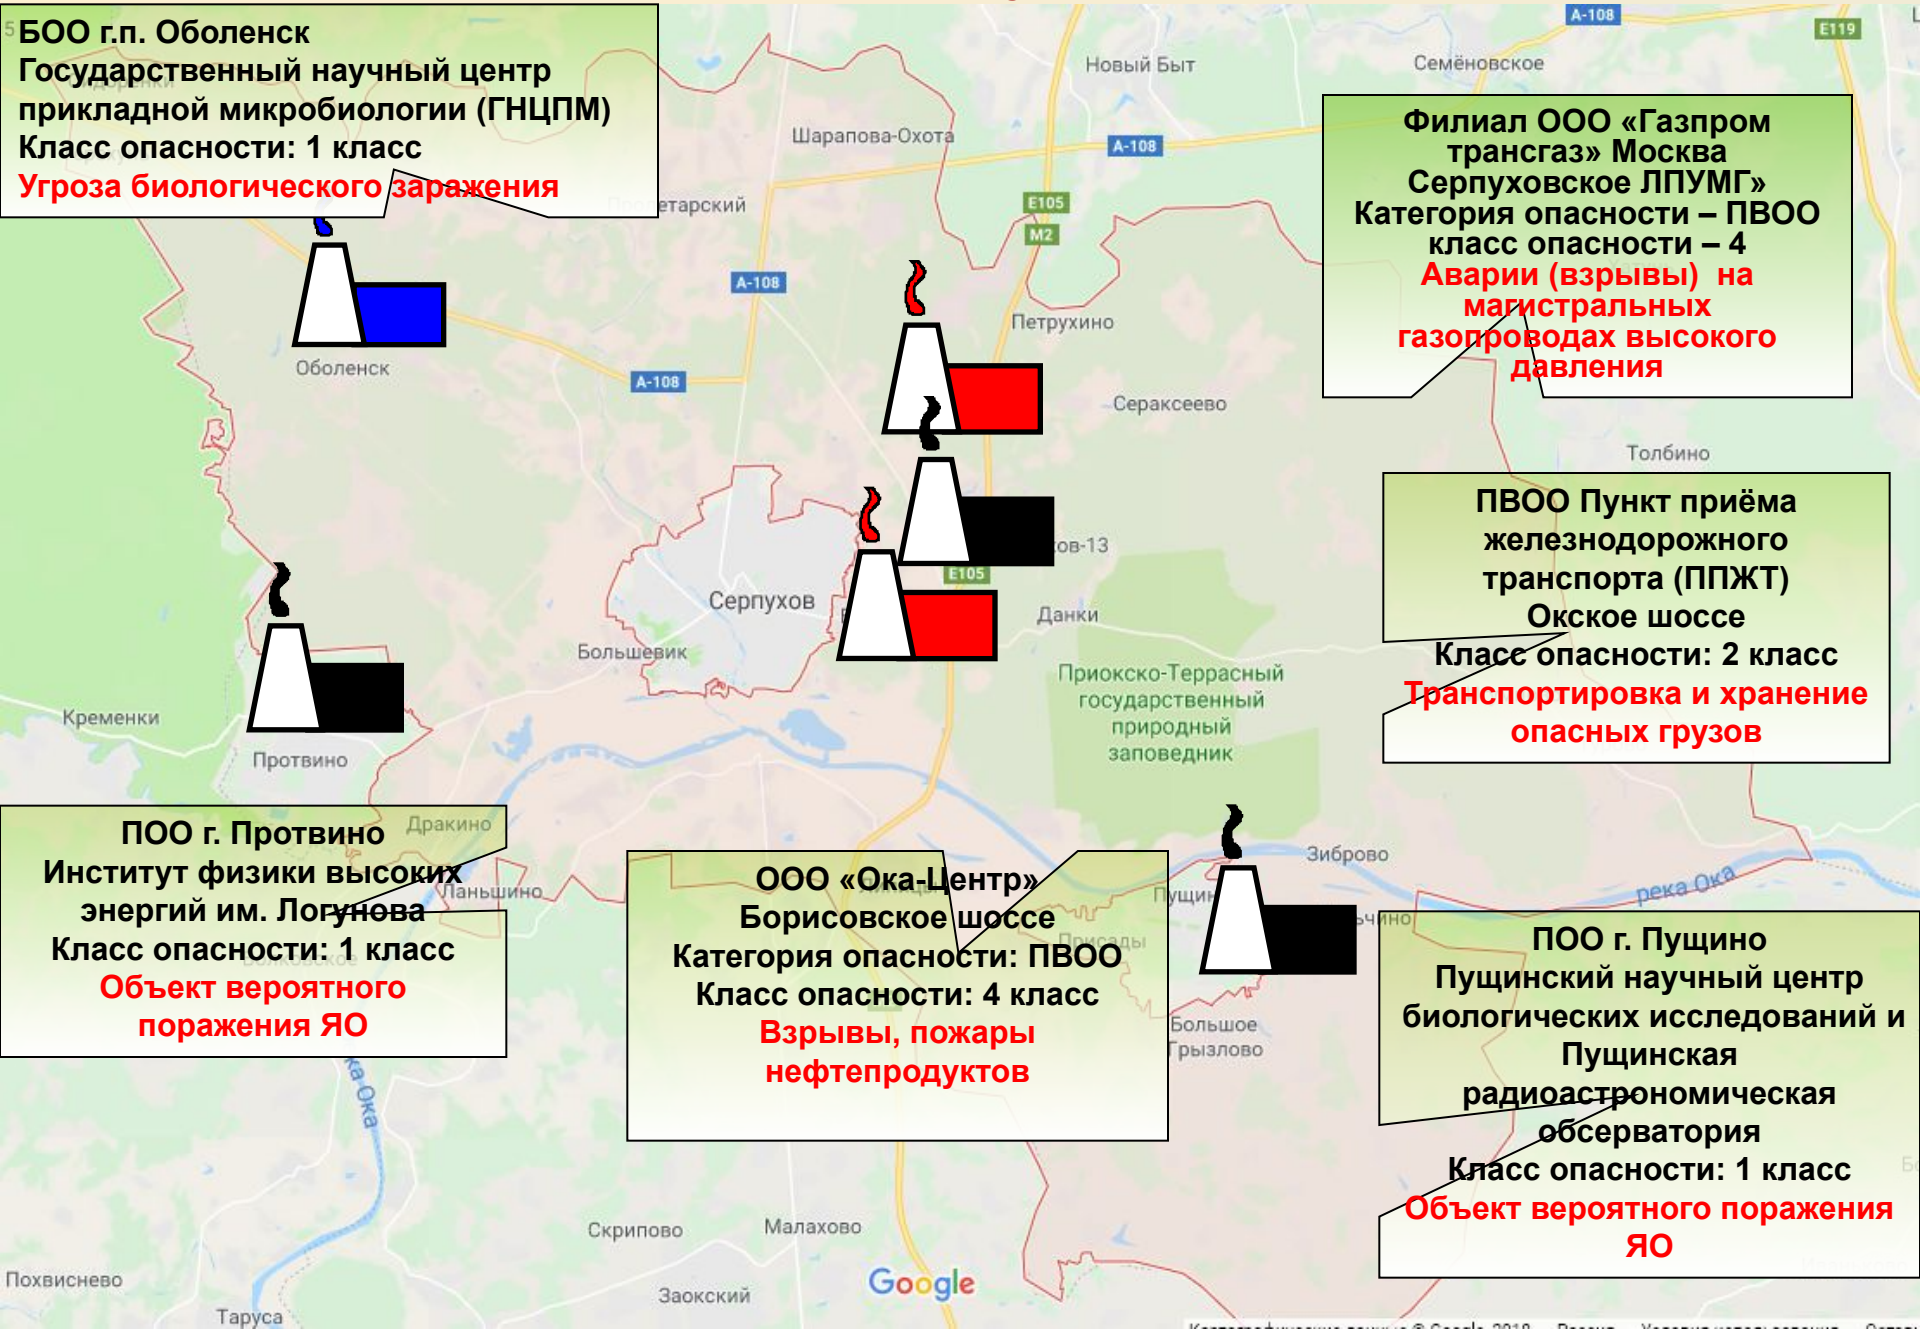 БОО г.п. Оболенск
Государственный научный центр
прикладной микробиологии (ГНЦПМ)
Класс опасности: 1 класс
Угроза биологического заражения
Филиал ООО «Газпром
трансгаз» Москва
Серпуховское ЛПУМГ»
Категория опасности – ПВОО
класс опасности – 4
Аварии (взрывы) на
магистральных
газопроводах высокого
давления
ПВОО Пункт приёма
железнодорожного
транспорта (ППЖТ)
Окское шоссе
Класс опасности: 2 класс
Транспортировка и хранение
опасных грузов
ПОО г. Протвино
Институт физики высоких
энергий им. Логунова
Класс опасности: 1 класс
Объект вероятного
поражения ЯО
ООО «Ока-Центр»
Борисовское шоссе
Категория опасности: ПВОО
Класс опасности: 4 класс
Взрывы, пожары
нефтепродуктов
ПОО г. Пущино
Пущинский научный центр
биологических исследований и
Пущинская
радиоастрономическая
обсерватория
Класс опасности: 1 класс
Объект вероятного поражения
ЯО
A-108
E119
Новый Быт
Семёновское
Шарапова-Охота
A-108
E105
M2
A-108
Петрухино
Оболенск
A-108
Сераксеево
Толбино
ов-13
E105
Серпухов
Данки
Большевик
Приокско-Террасный
государственный
природный
заповедник
Кременки
Протвино
Дракино
Зиброво
река Ока
Ланьшино
Присады
Большое
Грызлово
ка Ока
Скрипово
Малахово
Похвиснево
Заокский
Таруса
Google